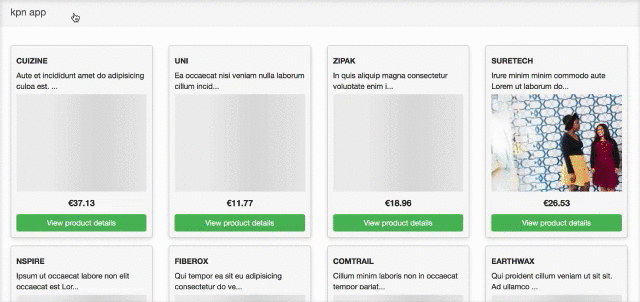 kpn app
CUIZINE
Aute et incididunt amet do adipisicing
culpa est. ...
€37.13
View product details
UNI
Ea occaecat nisi veniam nulla laborum
cillum incid...
€11.77
View product details
ZIPAK
In quis aliquip magna consectetur
voluptate enim i...
€18.96
View product details
SURETECH
Irure minim minim commodo aute
Lorem ut laborum do...
€26.53
View product details
NSPIRE
Ipsum ut occaecat labore non elit
occaecat est Lor...
FIBEROX
Qui tempor ea sit eu adipisicing
consectetur do ve...
COMTRAIL
Cillum minim laboris non in occaecat
tempor pariat...
EARTHWAX
Qui proident cillum veniam ut sit sit.
Ad ullamco ...